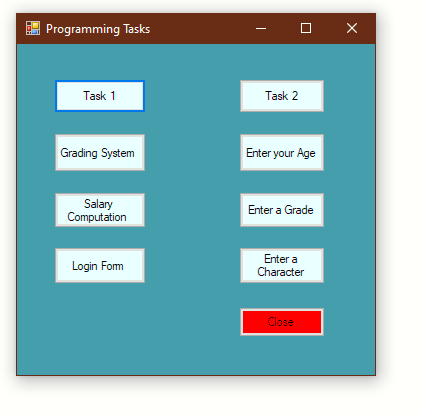 Programming Tasks
Task 1
Task 2
Grading System
Enter your Age
Salary
Computation
Enter a Grade
Login Form
Enter a
Character
Close